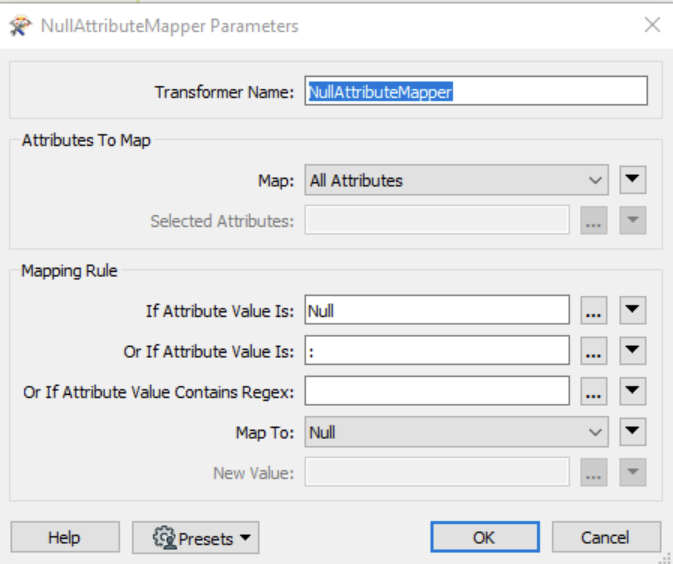 NullAttributeMapper Parameters
Transformer Name: NullAttributeMapper
Attributes To Map
Map: All Attributes
Selected Attributes: ...
Mapping Rule
If Attribute Value Is: Null ...
Or If Attribute Value Is: : ...
Or If Attribute Value Contains Regex: ...
Map To: Null
New Value: ...
Help Presets OK Cancel